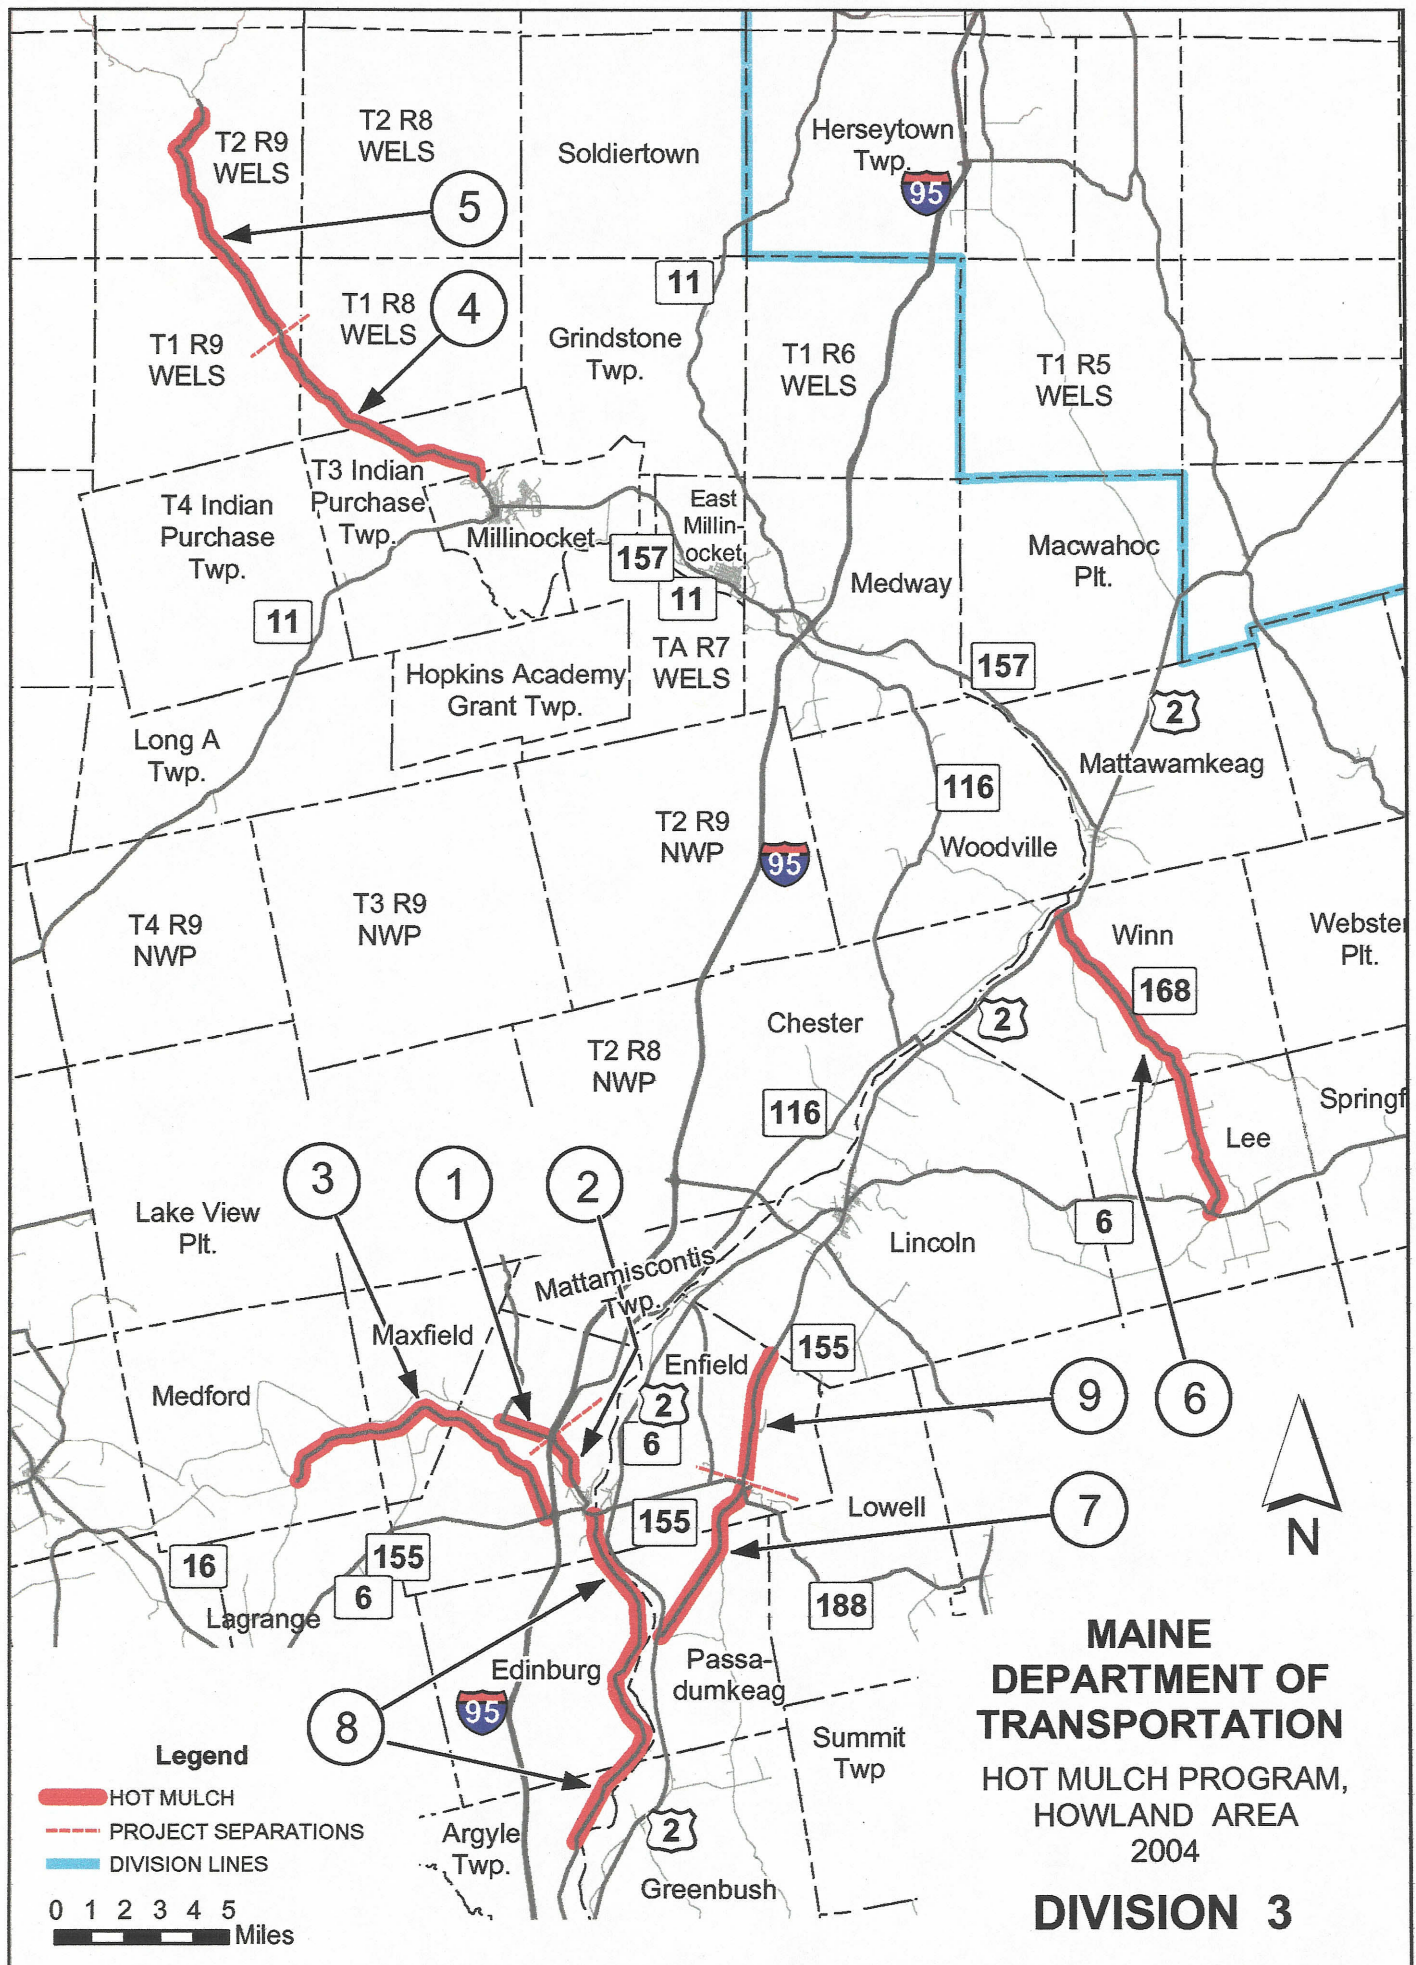 T2 R9
WELS
T2 R8
WELS
Soldiertown
Herseytown
Twp.
95
5
11
4
T1 R8
WELS
T1 R9
WELS
Grindstone
Twp.
T1 R6
WELS
T1 R5
WELS
T3 Indian
Purchase
Twp.
T4 Indian
Purchase
Twp.
Millinocket
East
Millin-
ocket
157
11
Medway
Macwahoc
Plt.
11
TA R7
WELS
Hopkins Academy
Grant Twp.
157
2
Long A
Twp.
Mattawamkeag
116
T2 R9
NWP
95
Woodville
T3 R9
NWP
T4 R9
NWP
Winn
Webster
Plt.
168
2
Chester
T2 R8
NWP
116
Springf
Lee
3
1
2
Lake View
Plt.
6
Lincoln
Mattamiscontis
Twp.
Maxfield
155
Enfield
Medford
2
6
9
6
7
Lowell
155
16
155
6
188
Lagrange
N
Edinburg
Passa-
dumkeag
95
8
Summit
Twp
2
Argyle
Twp.
Greenbush
Legend
HOT MULCH
PROJECT SEPARATIONS
DIVISION LINES
0 1 2 3 4 5
Miles
MAINE
DEPARTMENT OF
TRANSPORTATION
HOT MULCH PROGRAM,
HOWLAND AREA
2004
DIVISION 3